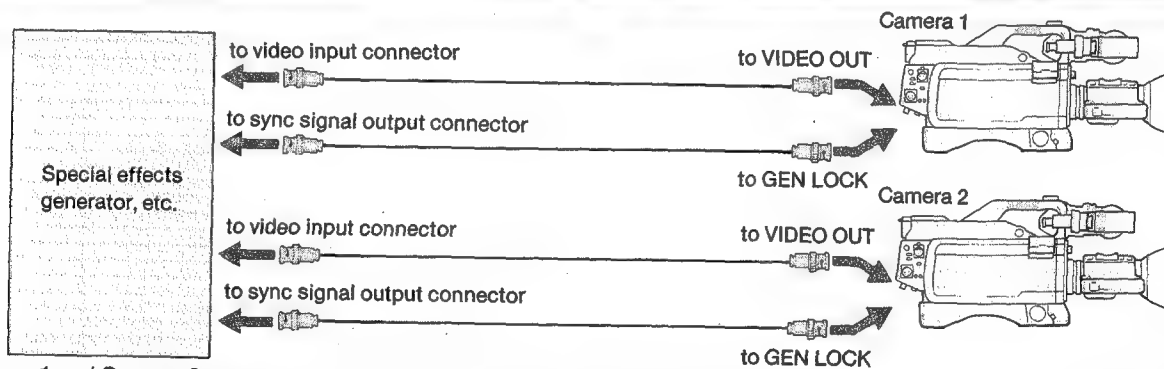 Camera 1
to video input connector
to VIDEO OUT
to sync signal output connector
to GEN LOCK
Special effects
generator, etc.
Camera 2
to video input connector
to VIDEO OUT
to sync signal output connector
to GEN LOCK